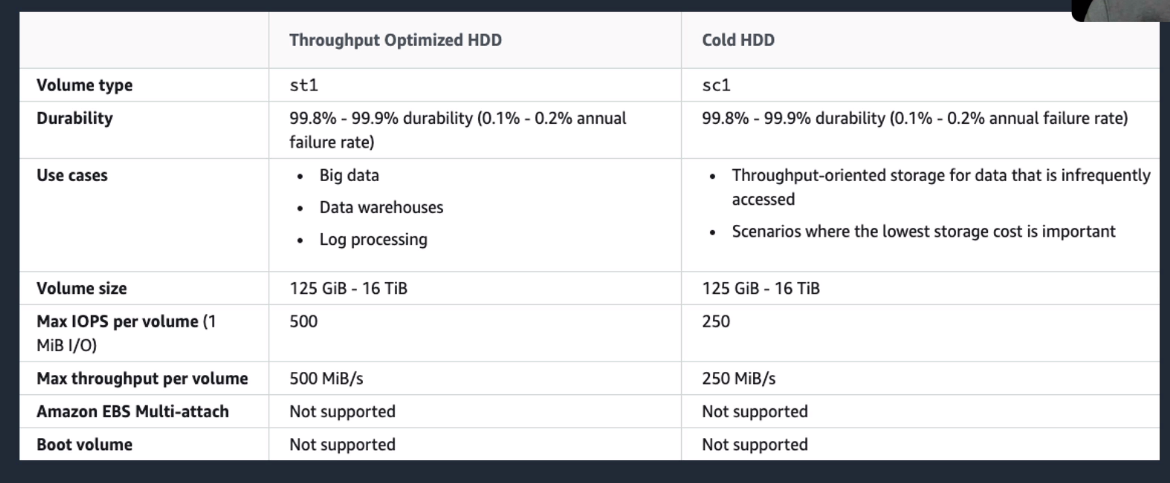 Throughput Optimized HDD Cold HDD
Volume type st1 sc1
Durability 99.8% - 99.9% durability (0.1% - 0.2% annual 99.8% - 99.9% durability (0.1% - 0.2% annual failure rate)
failure rate)
Use cases • Big data • Throughput-oriented storage for data that is infrequently
accessed
• Data warehouses
• Scenarios where the lowest storage cost is important
• Log processing
Volume size 125 GiB - 16 TiB 125 GiB - 16 TiB
Max IOPS per volume (1 500 250
MiB I/O)
Max throughput per volume 500 MiB/s 250 MiB/s
Amazon EBS Multi-attach Not supported Not supported
Boot volume Not supported Not supported